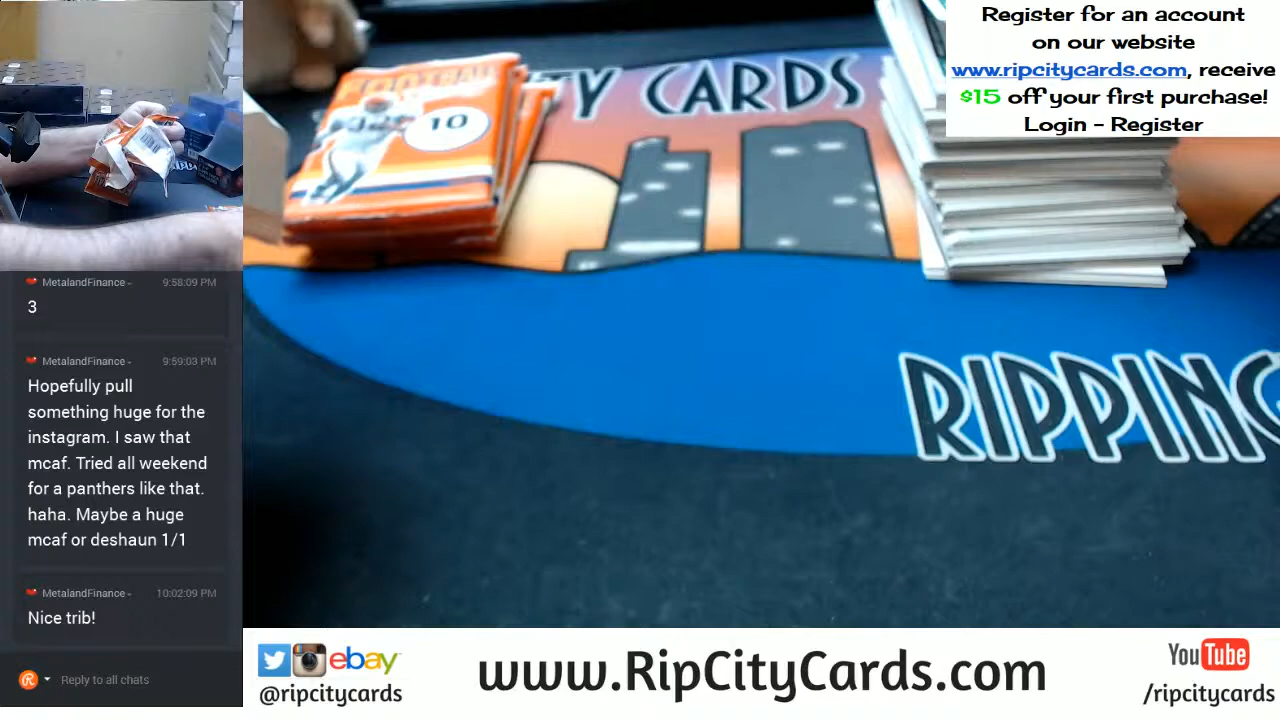 Register for an account
on our website
www.ripcitycards.com, receive
$15 off your first purchase!
Login - Register
FOOTBALL
10
TY CARDS
RIPPING
MetalandFinance
9:58:09 PM
3
MetalandFinance
9:59:03 PM
Hopefully pull
something huge for the
instagram. I saw that
mcaf. Tried all weekend
for a panthers like that.
haha. Maybe a huge
mcaf or deshaun 1/1
MetalandFinance
10:02:09 PM
Nice trib!
Reply to all chats
ebay
@ripcitycards
www.RipCityCards.com
YouTube
/ripcitycards